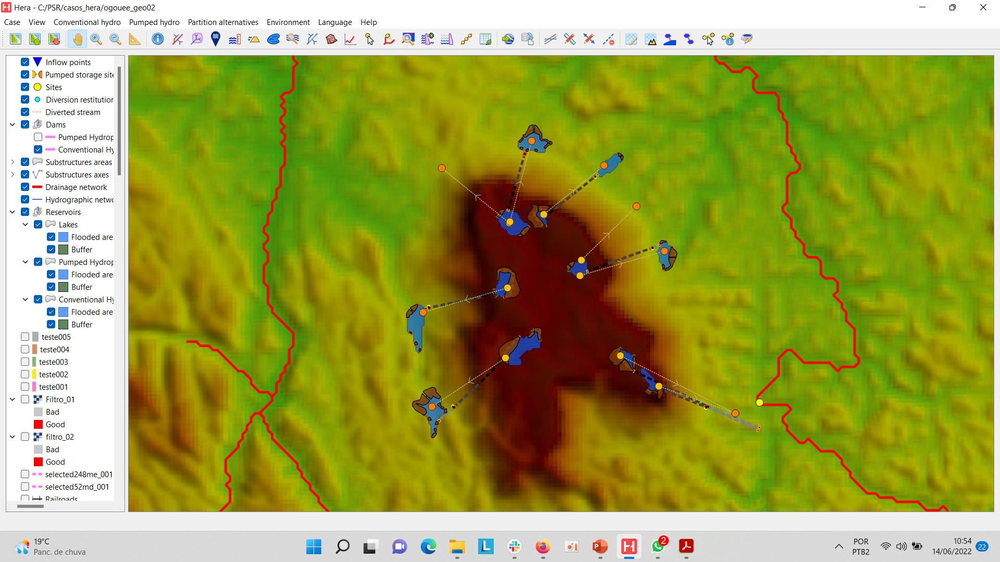 Hera - C:/PSR/casos_hera/ogouee_geo02
Case View Conventional hydro Pumped hydro Partition alternatives Environment Language Help
Inflow points
Pumped storage site
Sites
Diversion restitution
Diverted stream
Dams
Pumped Hydrop
Conventional Hy
Substructures areas
Substructures axes
Drainage network
Hydrographic netwo
Reservoirs
Lakes
Flooded are
Buffer
Pumped Hydrop
Flooded are
Buffer
Conventional Hy
Flooded are
Buffer
teste005
teste004
teste003
teste002
teste001
Filtro_01
Bad
Good
filtro_02
Bad
Good
selected248me_001
selected52md_001
Railroads
19°C
Panc. de chuva
2
POR
PTB2
10:54
14/06/2022
22